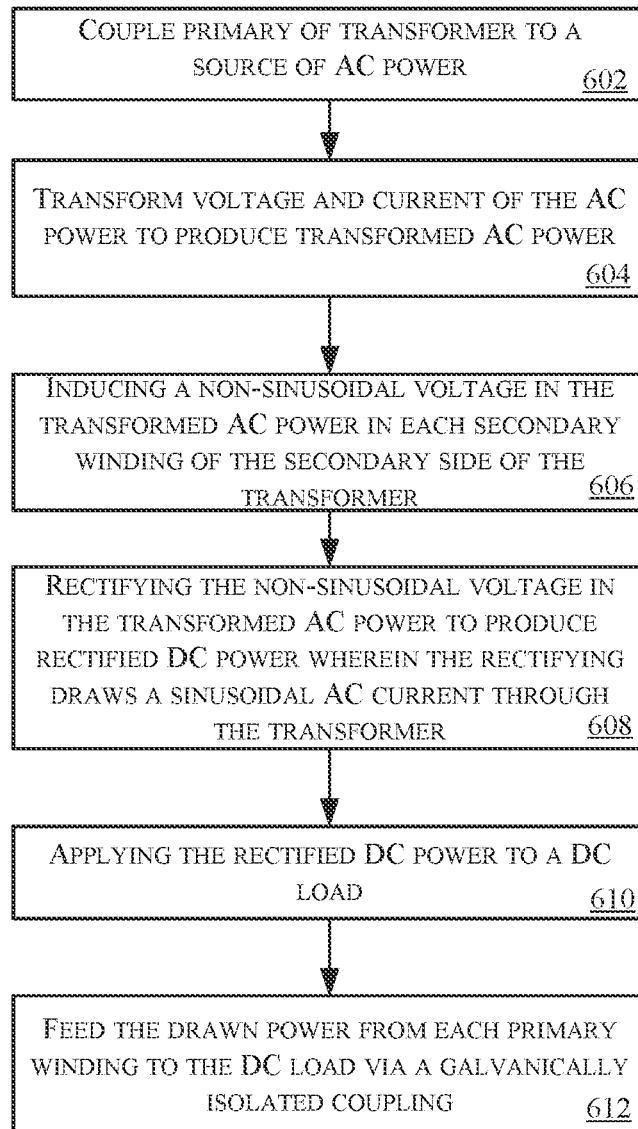 COUPLE PRIMARY OF TRANSFORMER TO A
SOURCE OF AC POWER
602
TRANSFORM VOLTAGE AND CURRENT OF THE AC
POWER TO PRODUCE TRANSFORMED AC POWER
604
INDUCING A NON-SINUSOIDAL VOLTAGE IN THE
TRANSFORMED AC POWER IN EACH SECONDARY
WINDING OF THE SECONDARY SIDE OF THE
TRANSFORMER
606
RECTIFYING THE NON-SINUSOIDAL VOLTAGE IN
THE TRANSFORMED AC POWER TO PRODUCE
RECTIFIED DC POWER WHEREIN THE RECTIFYING
DRAWS A SINUSOIDAL AC CURRENT THROUGH
THE TRANSFORMER
608
APPLYING THE RECTIFIED DC POWER TO A DC
LOAD
610
FEED THE DRAWN POWER FROM EACH PRIMARY
WINDING TO THE DC LOAD VIA A GALVANICALLY
ISOLATED COUPLING
612